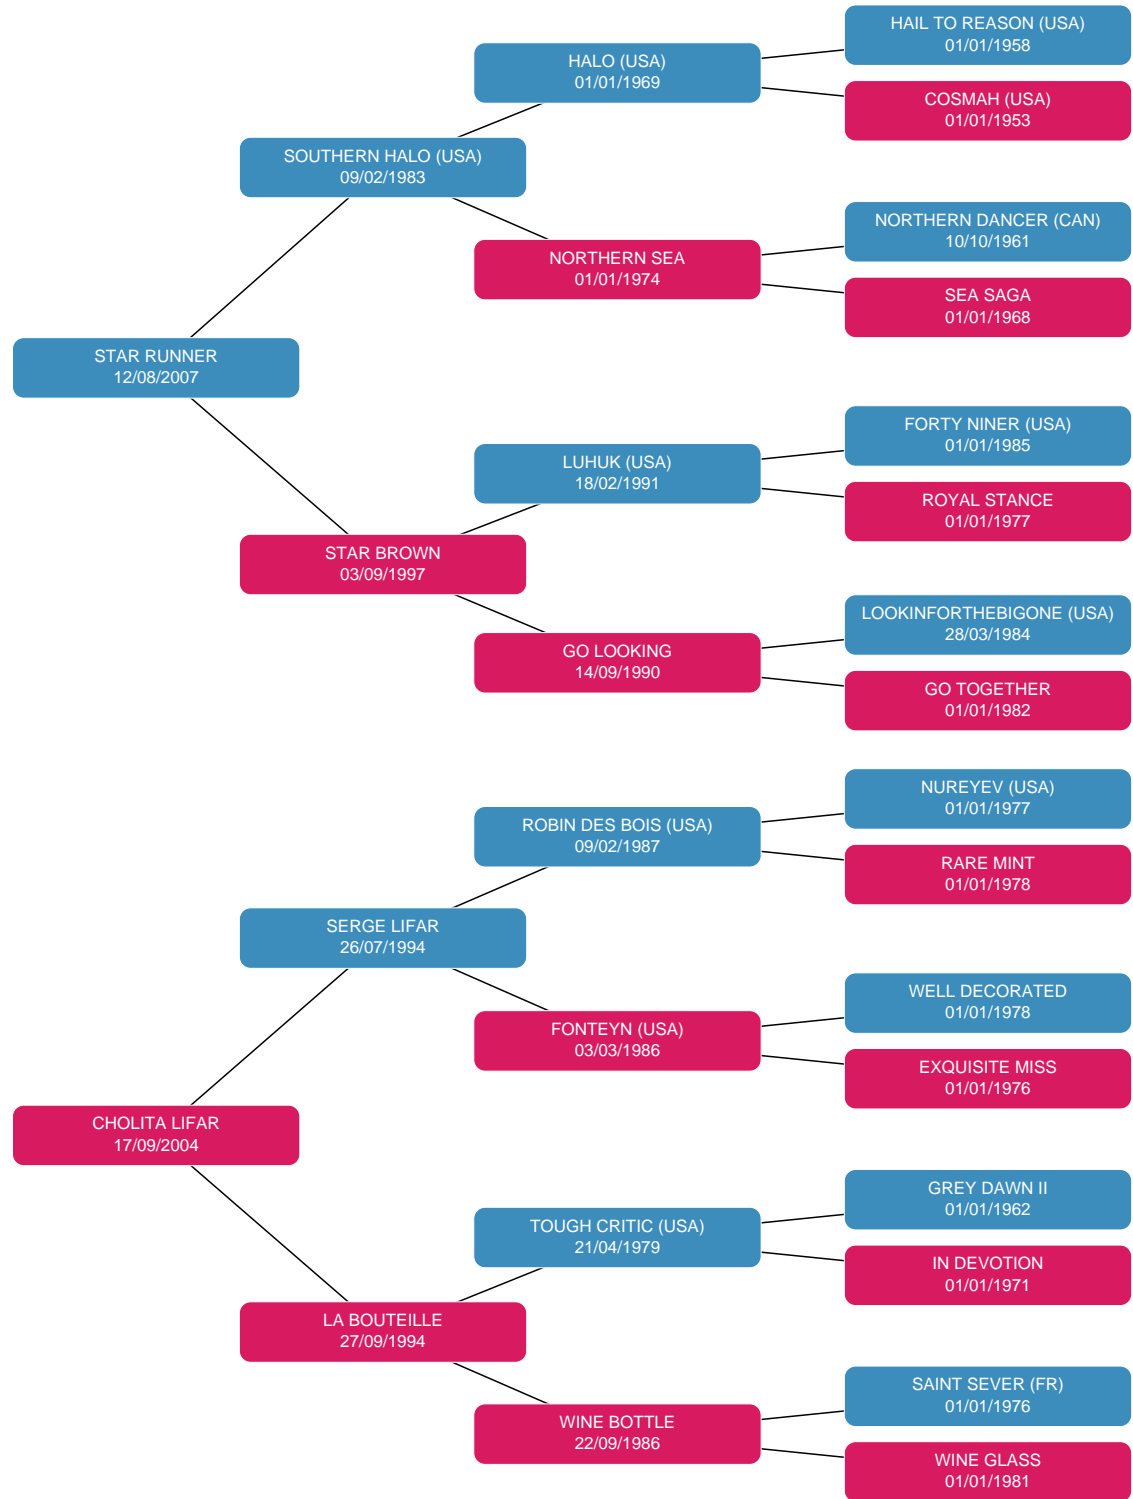 HAIL TO REASON (USA)
01/01/1958
HALO (USA)
01/01/1969
COSMAH (USA)
01/01/1953
SOUTHERN HALO (USA)
09/02/1983
NORTHERN DANCER (CAN)
10/10/1961
NORTHERN SEA
01/01/1974
SEA SAGA
01/01/1968
STAR RUNNER
12/08/2007
FORTY NINER (USA)
01/01/1985
LUHUK (USA)
18/02/1991
ROYAL STANCE
01/01/1977
STAR BROWN
03/09/1997
LOOKINFORTHEBIGONE (USA)
28/03/1984
GO LOOKING
14/09/1990
GO TOGETHER
01/01/1982
NUREYEV (USA)
01/01/1977
ROBIN DES BOIS (USA)
09/02/1987
RARE MINT
01/01/1978
SERGE LIFAR
26/07/1994
WELL DECORATED
01/01/1978
FONTEYN (USA)
03/03/1986
EXQUISITE MISS
01/01/1976
CHOLITA LIFAR
17/09/2004
GREY DAWN II
01/01/1962
TOUGH CRITIC (USA)
21/04/1979
IN DEVOTION
01/01/1971
LA BOUTEILLE
27/09/1994
SAINT SEVER (FR)
01/01/1976
WINE BOTTLE
22/09/1986
WINE GLASS
01/01/1981